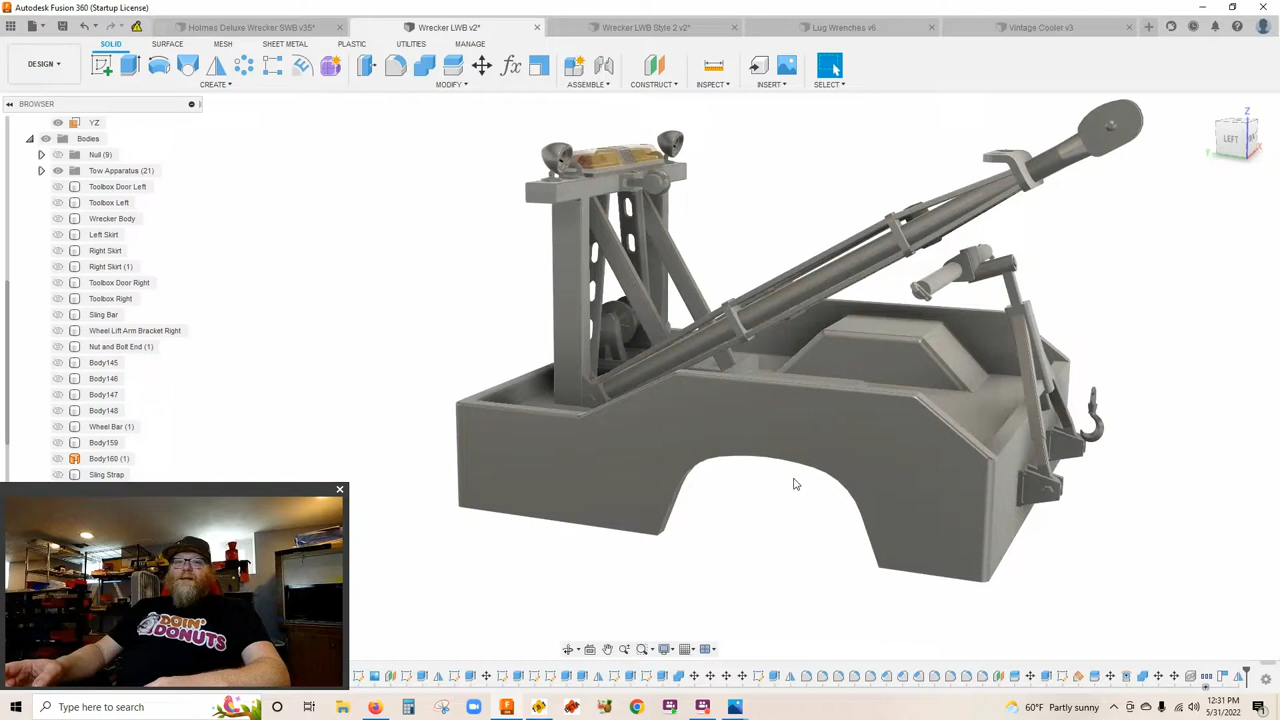 Autodesk Fusion 360 (Startup License)
Holmes Deluxe Wrecker SWB v35*
Wrecker LWB v2*
Wrecker LWB Style 2 v2*
Lug Wrenches v6
Vintage Cooler v3
SOLID
SURFACE
MESH
SHEET METAL
PLASTIC
UTILITIES
MANAGE
DESIGN
CREATE
MODIFY
ASSEMBLE
CONSTRUCT
INSPECT
INSERT
SELECT
BROWSER
YZ
Bodies
Null (9)
Tow Apparatus (21)
Toolbox Door Left
Toolbox Left
Wrecker Body
Left Skirt
Right Skirt
Right Skirt (1)
Toolbox Door Right
Toolbox Right
Sling Bar
Wheel Lift Arm Bracket Right
Nut and Bolt End (1)
Body145
Body146
Body147
Body148
Wheel Bar (1)
Body159
Body160 (1)
Sling Strap
Z
LEFT
Y
X
DOIN'
DONUTS
Type here to search
60°F Partly sunny
12:31 PM
5/31/2022